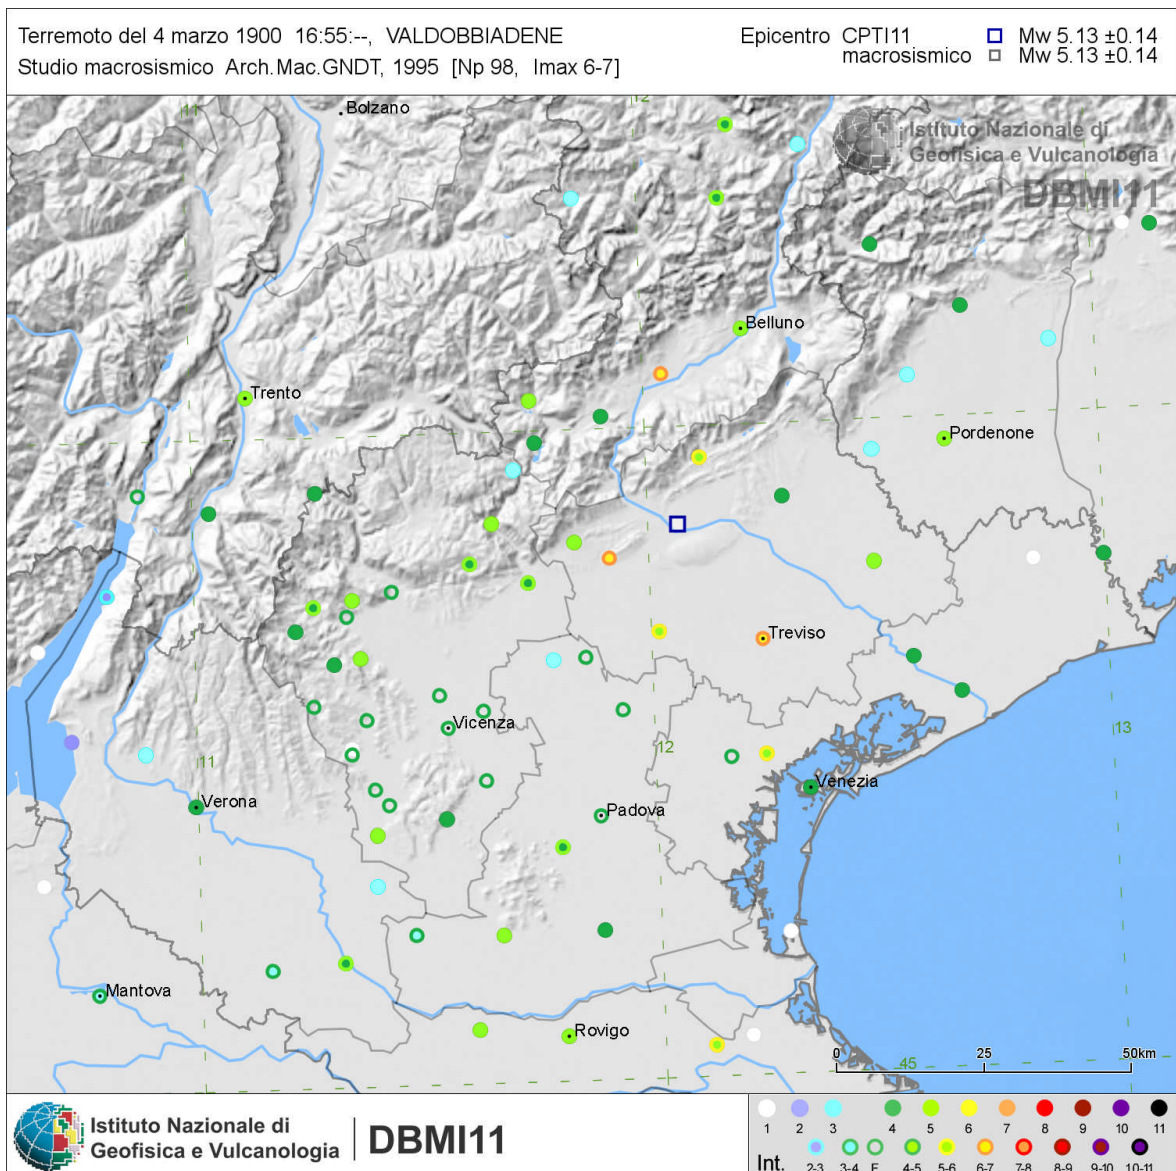 Terremoto del 4 marzo 1900 16:55:--, VALDOBBIADENE
Studio macrosismico Arch.Mac.GNDT, 1995 [Np 98, Imax 6-7]
Epicentro CPTI11 Mw 5.13 ±0.14
macrosismico Mw 5.13 ±0.14
11
12
Bolzano
Istituto Nazionale di
Geofisica e Vulcanologia
DBMI11
Belluno
Trento
Pordenone
Treviso
Vicenza
12
13
11
Venezia
Verona
Padova
Mantova
Rovigo
0 25 50km
45
Istituto Nazionale di
Geofisica e Vulcanologia
DBMI11
1 2 3 4 5 6 7 8 9 10 11
Int. 2-3 3-4 F 4-5 5-6 6-7 7-8 8-9 9-10 10-11